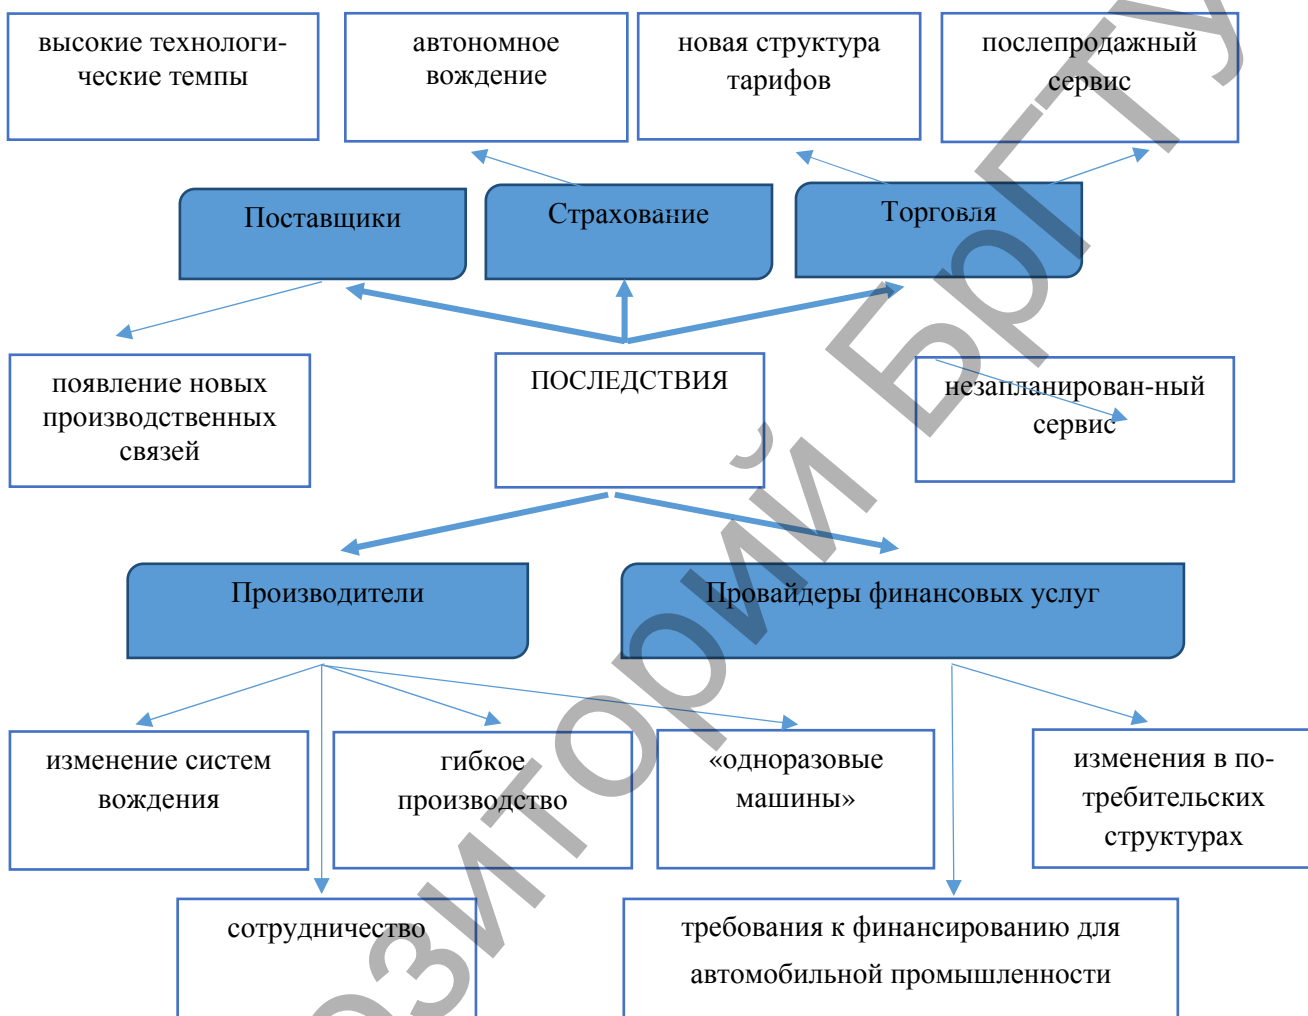 высокие технологи-
ческие темпы
автономное
вождение
новая структура
тарифов
послепродажный
сервис
Поставщики
Страхование
Торговля
появление новых
производственных
связей
ПОСЛЕДСТВИЯ
незапланирован-ный
сервис
Производители
Провайдеры финансовых услуг
изменение систем
вождения
гибкое
производство
«одноразовые
машины»
изменения в по-
требительских
структурах
сотрудничество
требования к финансированию для
автомобильной промышленности
озиторий БрГТУ